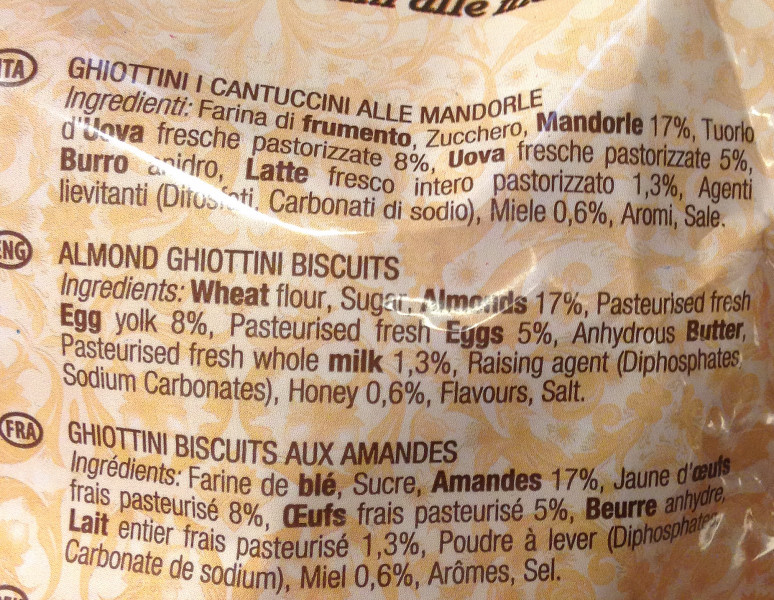 ITA
GHIOTTINI I CANTUCCINI ALLE MANDORLE
Ingredienti: Farina di frumento, Zucchero, Mandorle 17%, Tuorlo
d'Uova fresche pastorizzate 8%, Uova fresche pastorizzate 5%,
Burro anidro, Latte fresco intero pastorizzato 1,3%, Agenti
lievitanti (Difosfati, Carbonati di sodio), Miele 0,6%, Aromi, Sale.
ENG
ALMOND GHIOTTINI BISCUITS
Ingredients: Wheat flour, Sugar, Almonds 17%, Pasteurised fresh
Egg yolk 8%, Pasteurised fresh Eggs 5%, Anhydrous Butter,
Pasteurised fresh whole milk 1,3%, Raising agent (Diphosphates,
Sodium Carbonates), Honey 0,6%, Flavours, Salt.
FRA
GHIOTTINI BISCUITS AUX AMANDES
Ingrédients: Farine de blé, Sucre, Amandes 17%, Jaune d'œufs
frais pasteurisé 8%, Œufs frais pasteurisé 5%, Beurre anhydre,
Lait entier frais pasteurisé 1,3%, Poudre à lever (Diphosphates,
Carbonate de sodium), Miel 0,6%, Arômes, Sel.